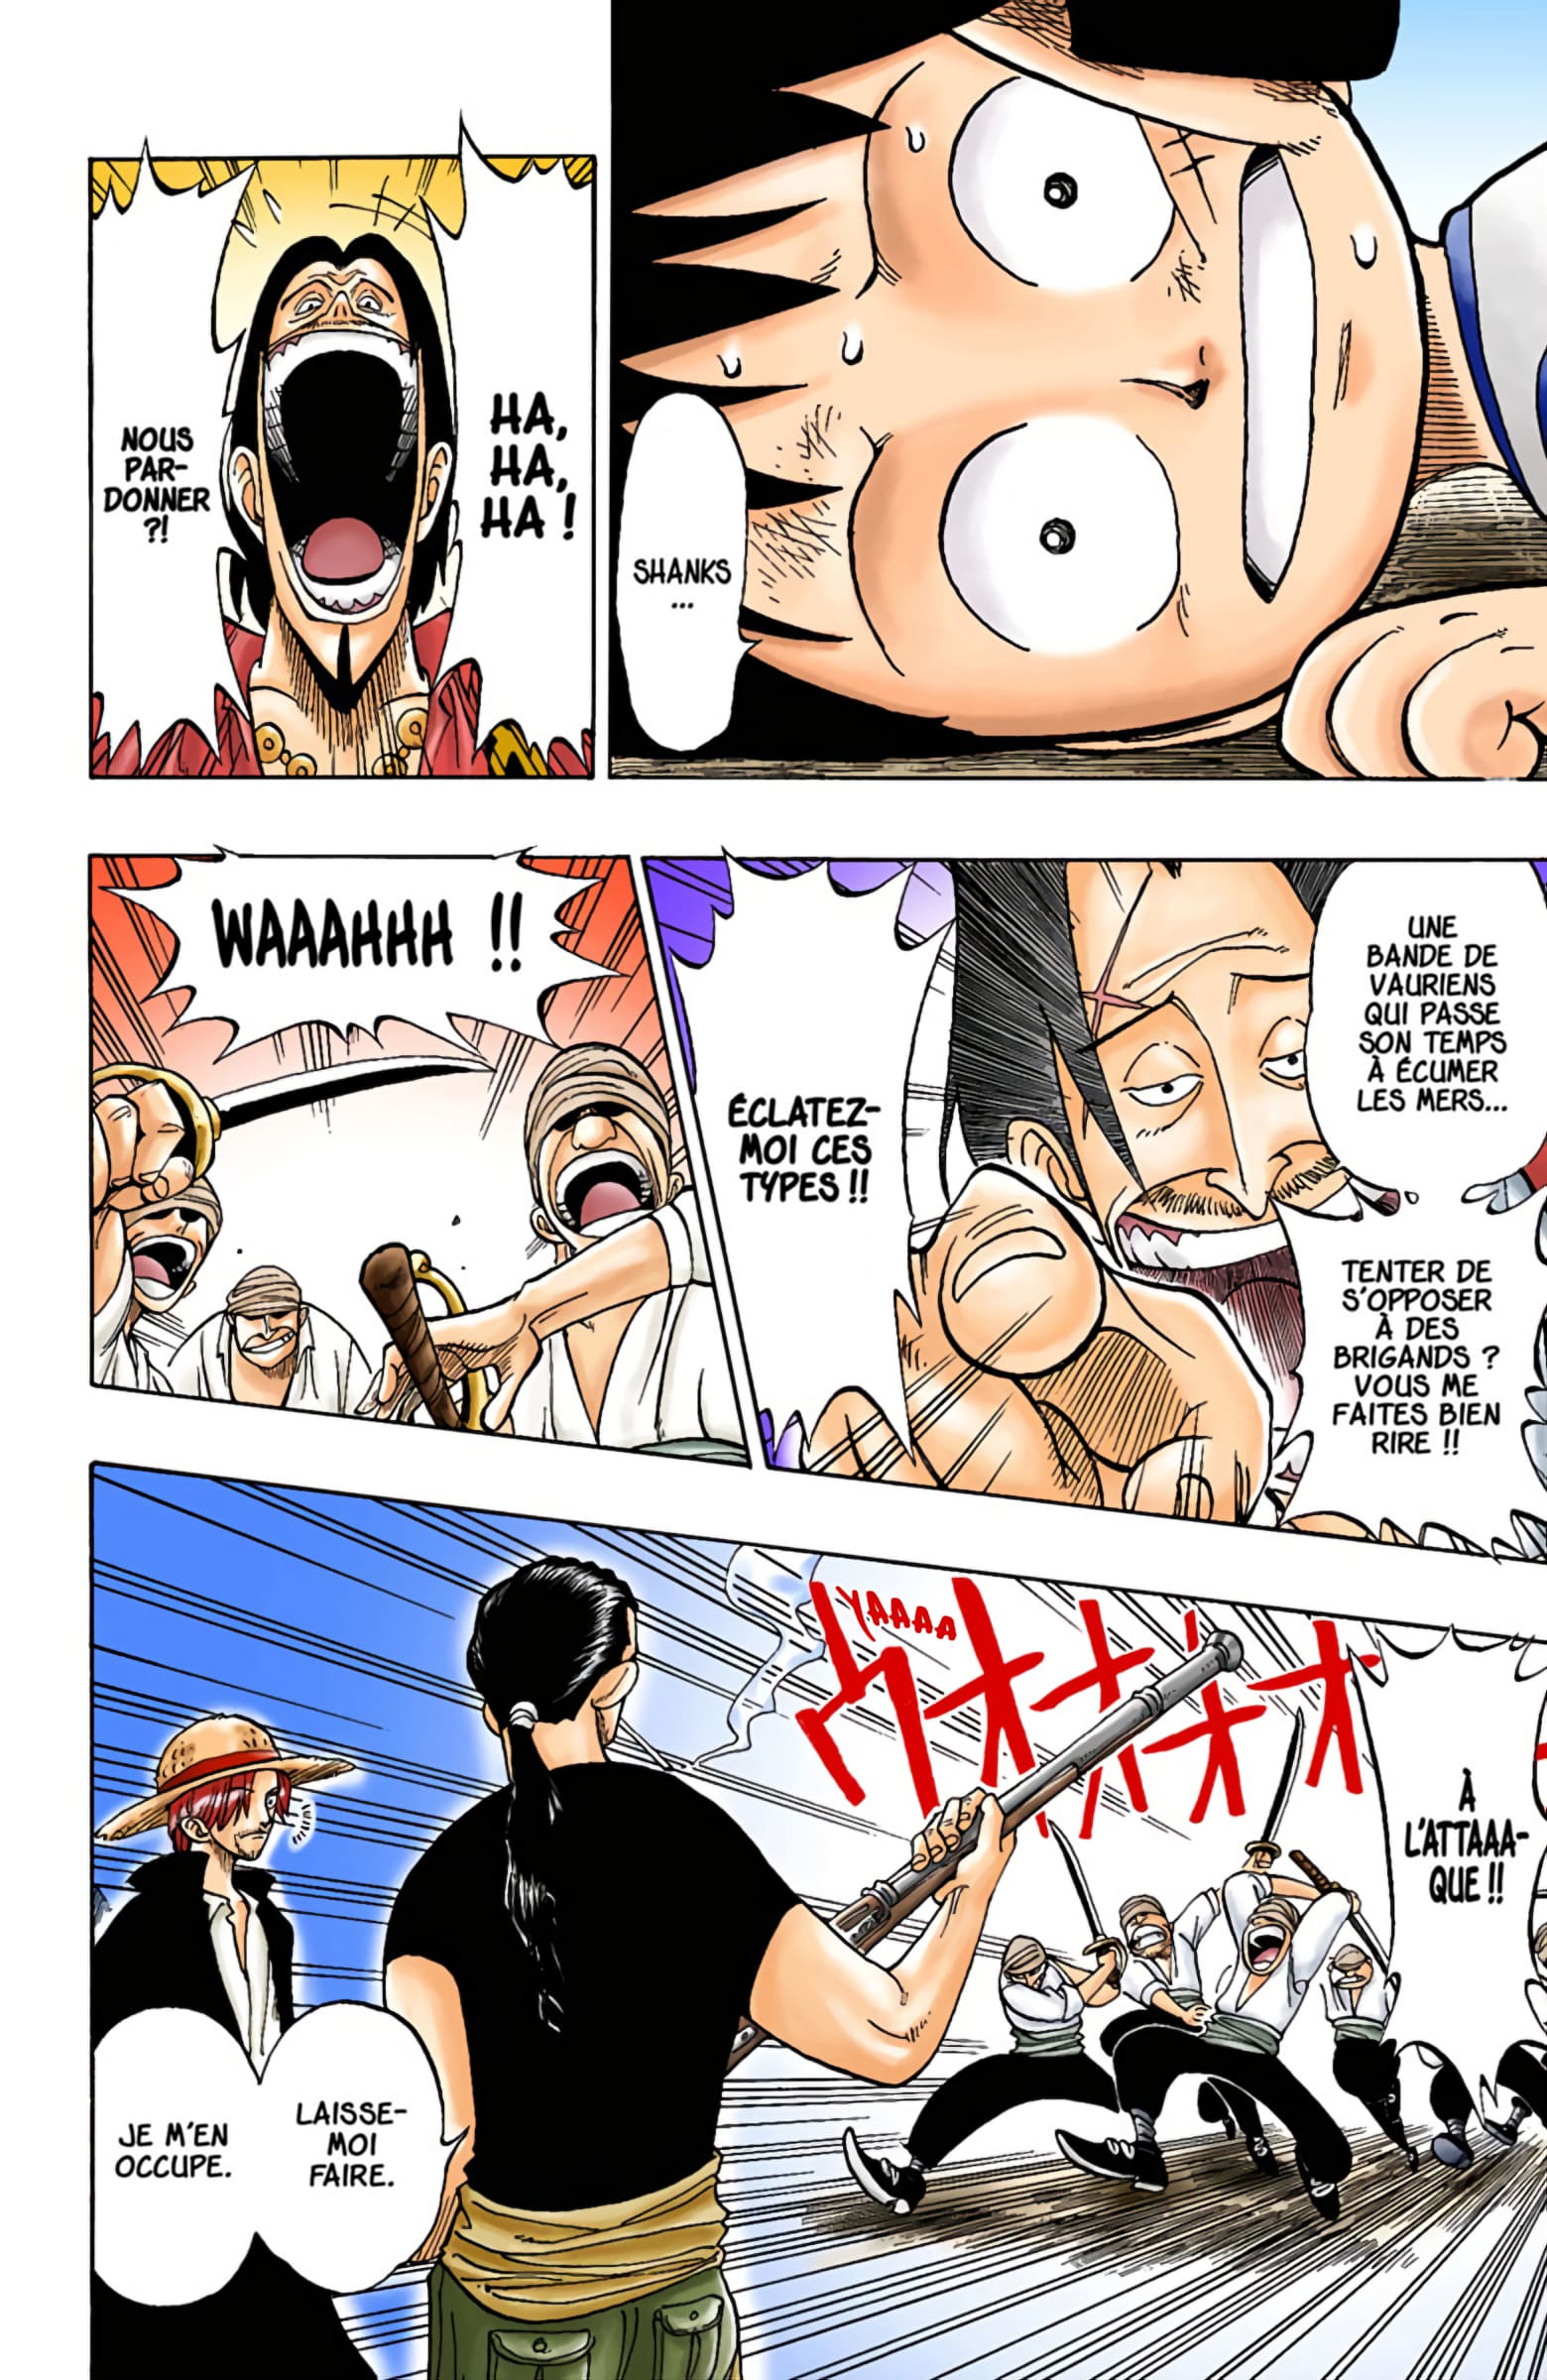 SHANKS
...
HA,
HA,
HA !
NOUS
PAR-
DONNER
?!
UNE
BANDE DE
VAURIENS
QUI PASSE
SON TEMPS
À ÉCUMER
LES MERS...
TENTER DE
S'OPPOSER
À DES
BRIGANDS ?
VOUS ME
FAITES BIEN
RIRE !!
ÉCLATEZ-
MOI CES
TYPES !!
WAAAHHH !!
À
L'ATTAAA-
QUE !!
YAAAAA
ウオオオオ
LAISSE-
MOI
FAIRE.
JE M'EN
OCCUPE.